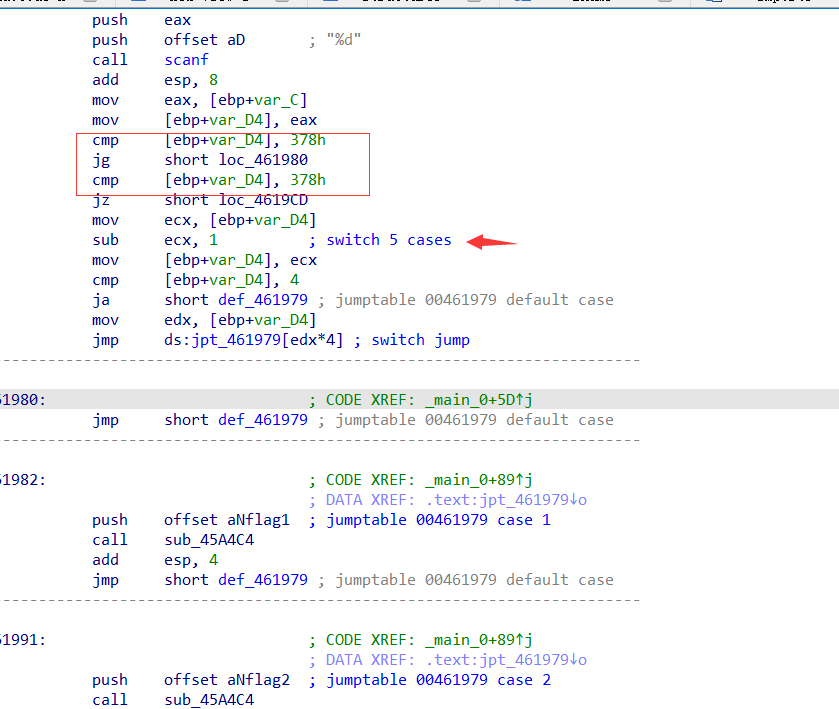 push eax
push offset aD ; "%d"
call scanf
add esp, 8
mov eax, [ebp+var_C]
mov [ebp+var_D4], eax
cmp [ebp+var_D4], 378h
jg short loc_461980
cmp [ebp+var_D4], 378h
jz short loc_4619CD
mov ecx, [ebp+var_D4]
sub ecx, 1 ; switch 5 cases
mov [ebp+var_D4], ecx
cmp [ebp+var_D4], 4
ja short def_461979 ; jumptable 00461979 default case
mov edx, [ebp+var_D4]
jmp ds:jpt_461979[edx*4] ; switch jump
---------------------------------------------------------------------------
51980: ; CODE XREF: _main_0+5D↑j
jmp short def_461979 ; jumptable 00461979 default case
---------------------------------------------------------------------------
51982: ; CODE XREF: _main_0+89↑j
; DATA XREF: .text:jpt_461979↓o
push offset aNflag1 ; jumptable 00461979 case 1
call sub_45A4C4
add esp, 4
jmp short def_461979 ; jumptable 00461979 default case
---------------------------------------------------------------------------
51991: ; CODE XREF: _main_0+89↑j
; DATA XREF: .text:jpt_461979↓o
push offset aNflag2 ; jumptable 00461979 case 2
call sub_45A4C4